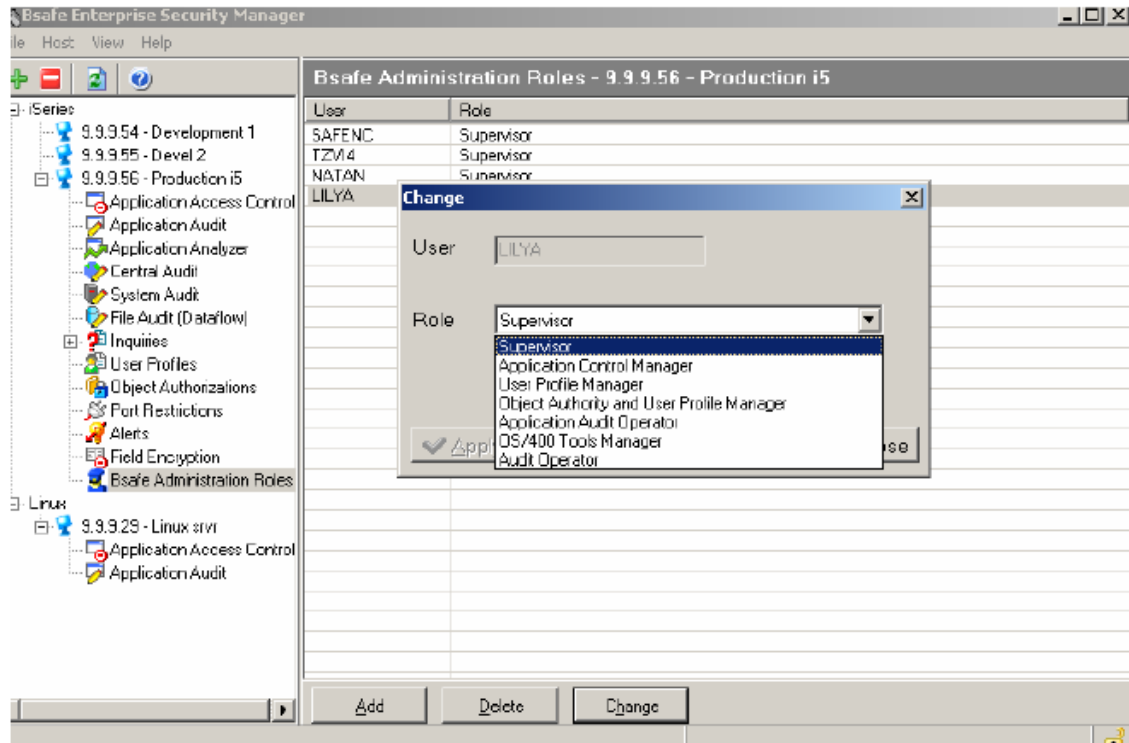 Bsafe Enterprise Security Manager
ile Host View Help
Bsafe Administration Roles - 9.9.9.56 - Production i5
iSeries
9.9.9.54 - Development 1
9.9.9.55 - Devel 2
9.9.9.56 - Production i5
Application Access Control
Application Audit
Application Analyzer
Central Audit
System Audit
File Audit (Dataflow)
Inquiries
User Profiles
Object Authorizations
Port Restrictions
Alerts
Field Encryption
Bsafe Administration Roles
Linux
9.9.9.29 - Linux srvr
Application Access Control
Application Audit
User Role
SAFENC Supervisor
TZVI4 Supervisor
NATAN Supervisor
LILYA
Change
User LILYA
Role Supervisor
Supervisor
Application Control Manager
User Profile Manager
Object Authority and User Profile Manager
Application Audit Operator
OS/400 Tools Manager
Audit Operator
Appl
ose
Add Delete Change